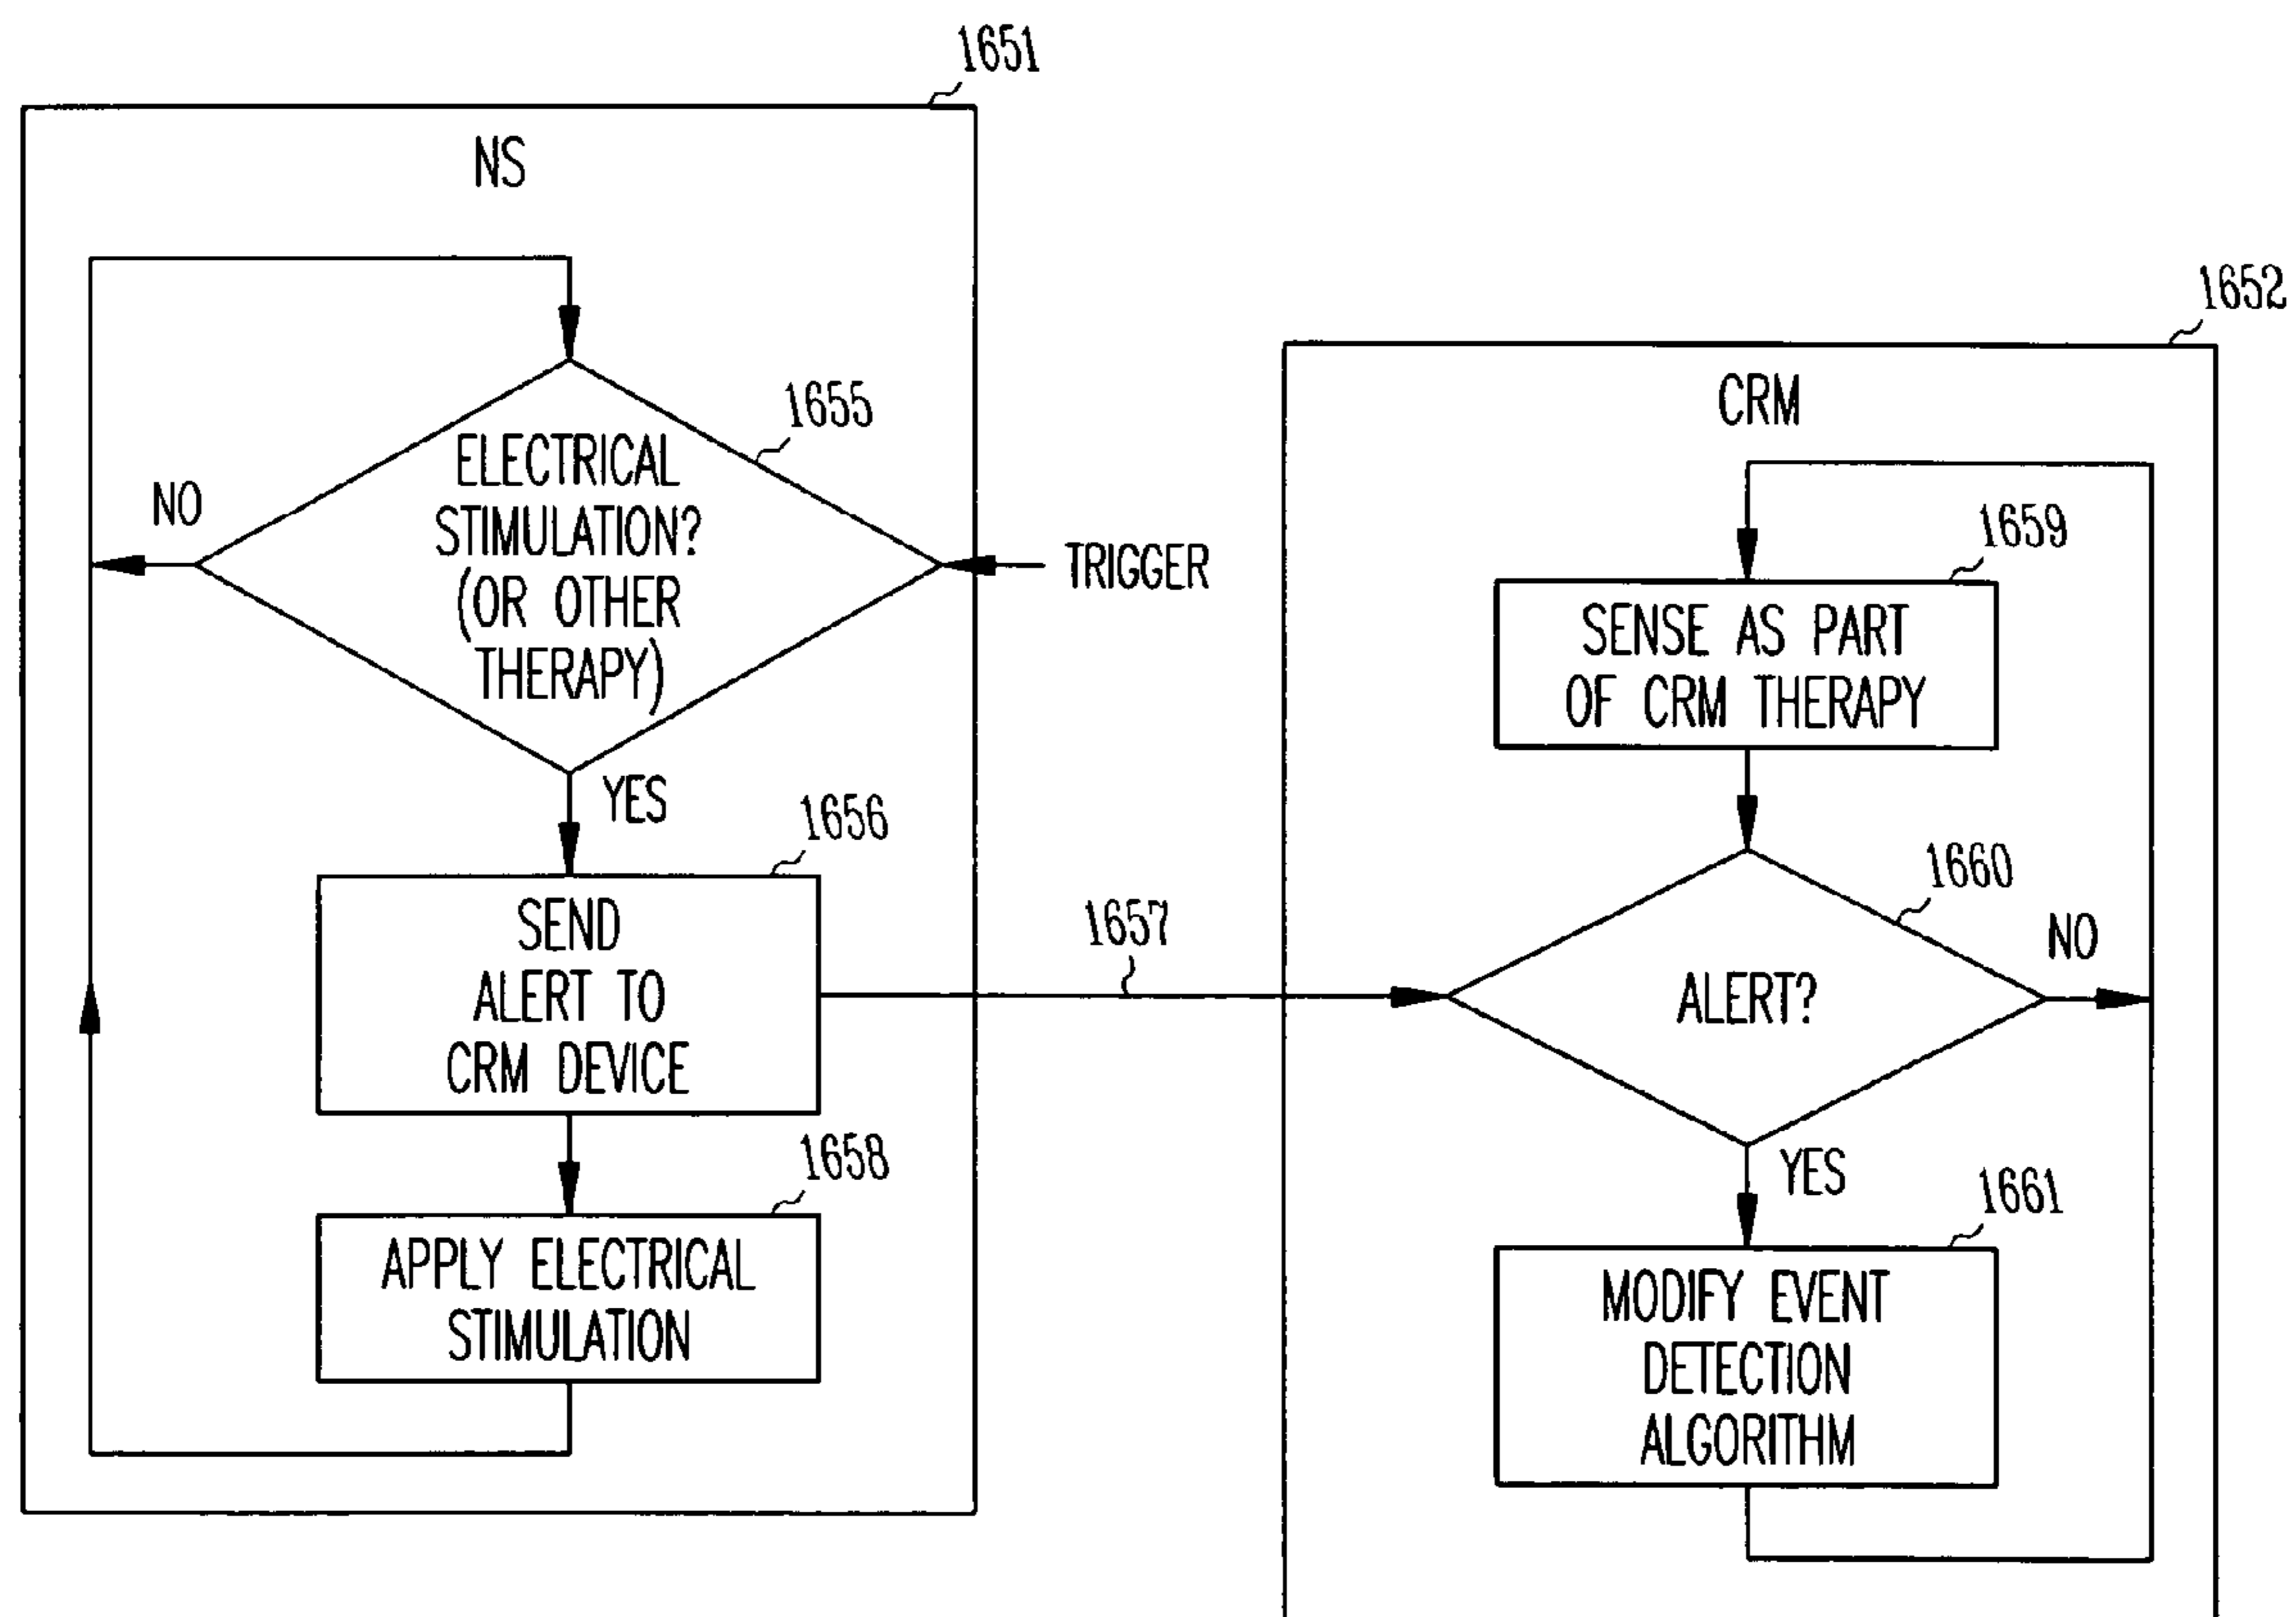 1651
NS
1655
ELECTRICAL
STIMULATION?
(OR OTHER
THERAPY)
NO
TRIGGER
YES
1656
SEND
ALERT TO
CRM DEVICE
1657
1658
APPLY ELECTRICAL
STIMULATION
1652
CRM
1659
SENSE AS PART
OF CRM THERAPY
1660
NO
ALERT?
YES
1661
MODIFY EVENT
DETECTION
ALGORITHM